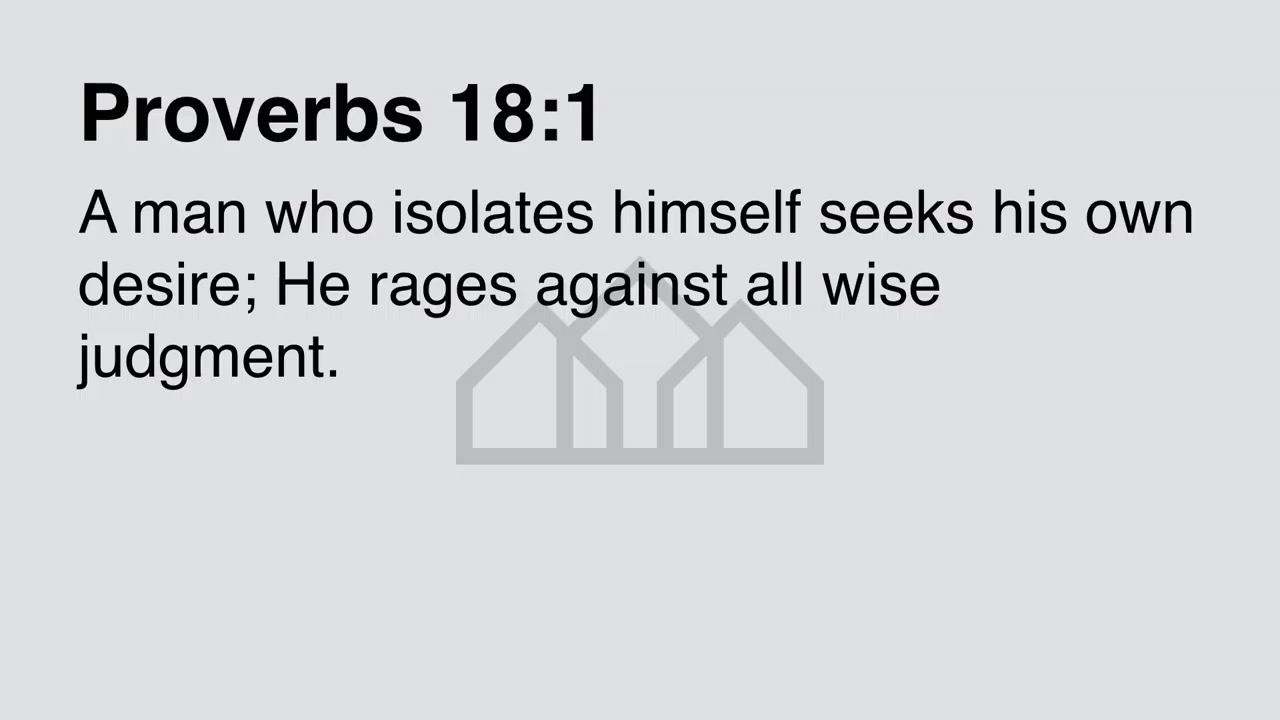 Proverbs 18:1
A man who isolates himself seeks his own
desire; He rages against all wise
judgment.